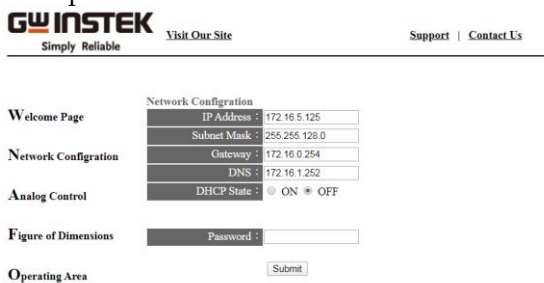 GW INSTEK
Simply Reliable
Visit Our Site
Support | Contact Us
Network Configration
Welcome Page
IP Address : 172.16.5.125
Subnet Mask : 255.255.128.0
Network Configration
Gateway : 172.16.0.254
DNS : 172.16.1.252
Analog Control
DHCP State : ON OFF
Figure of Dimensions
Password :
Operating Area
Submit